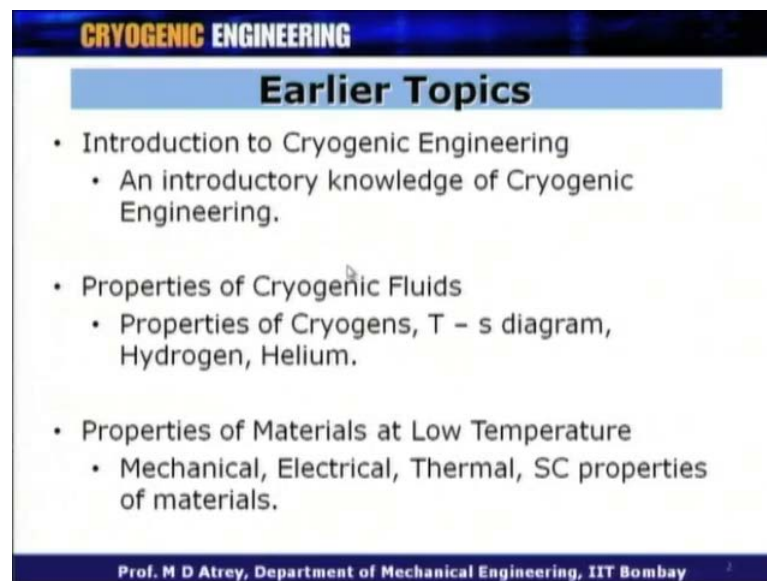 CRYOGENIC ENGINEERING
Earlier Topics
• Introduction to Cryogenic Engineering
• An introductory knowledge of Cryogenic
Engineering.
• Properties of Cryogenic Fluids
• Properties of Cryogens, T – s diagram,
Hydrogen, Helium.
• Properties of Materials at Low Temperature
• Mechanical, Electrical, Thermal, SC properties
of materials.
Prof. M D Atrey, Department of Mechanical Engineering, IIT Bombay